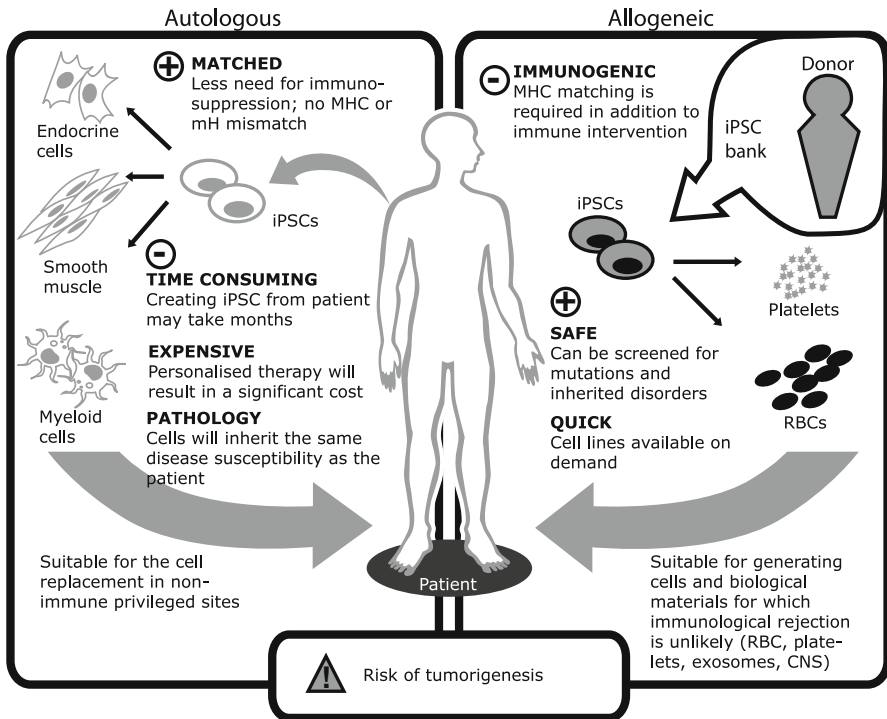 Autologous
MATCHED
Less need for immuno-
suppression; no MHC or
mH mismatch
Endocrine
cells
iPSCs
Smooth
muscle
TIME CONSUMING
Creating iPSC from patient
may take months
EXPENSIVE
Personalised therapy will
result in a significant cost
Myeloid
cells
PATHOLOGY
Cells will inherit the same
disease susceptibility as the
patient
Suitable for the cell
replacement in non-
immune privileged sites
Patient
Allogeneic
IMMUNOGENIC
MHC matching is
required in addition to
immune intervention
Donor
iPSC
bank
iPSCs
Platelets
SAFE
Can be screened for
mutations and
inherited disorders
RBCs
QUICK
Cell lines available on
demand
Suitable for generating
cells and biological
materials for which
immunological rejection
is unlikely (RBC, plate-
lets, exosomes, CNS)
Risk of tumorigenesis